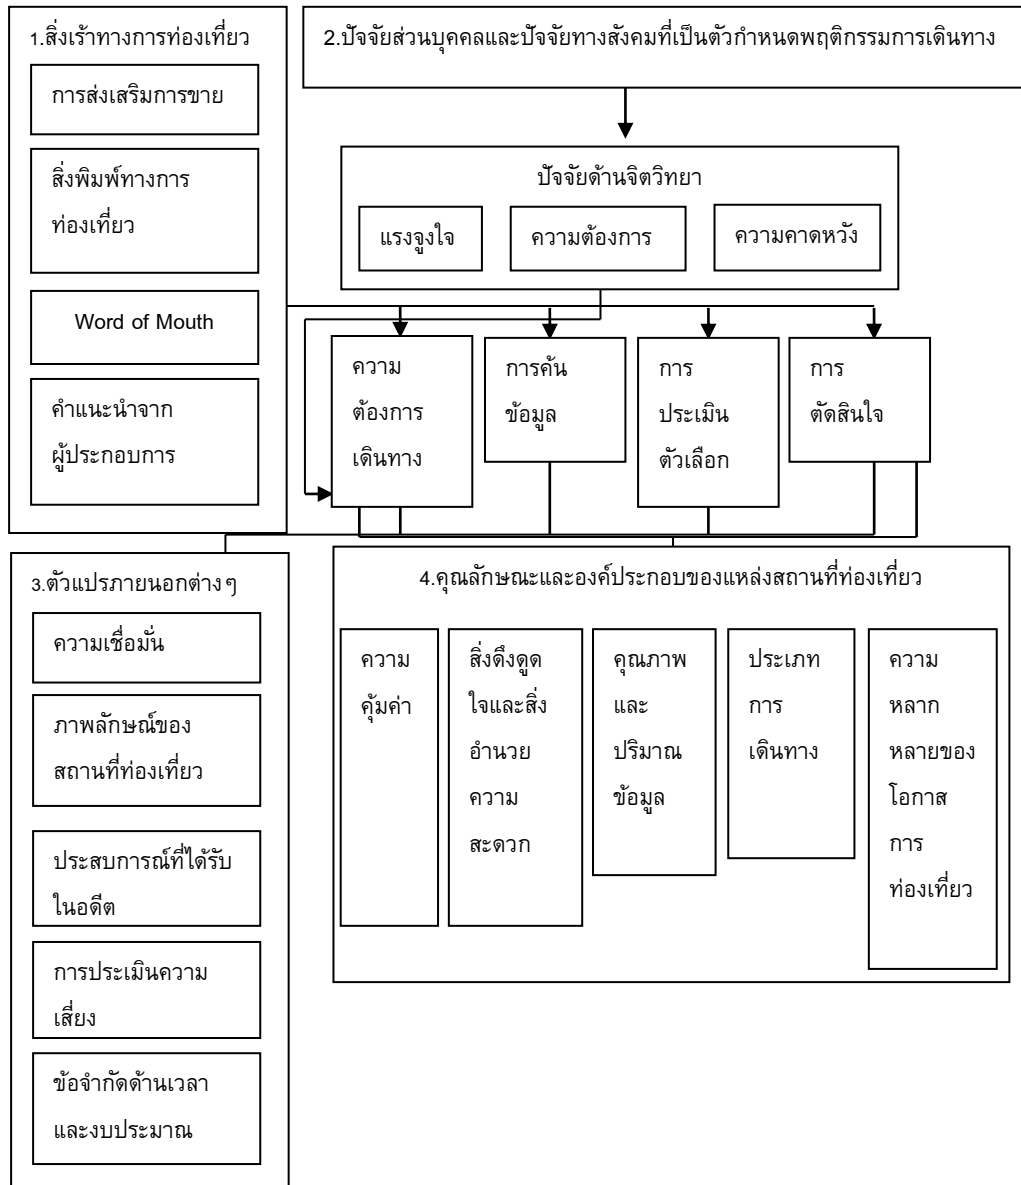 1.สิ่งเร้าทางการท่องเที่ยว
การส่งเสริมการขาย
สิ่งพิมพ์ทางการ
ท่องเที่ยว
Word of Mouth
คำแนะนำจาก
ผู้ประกอบการ
2.ปัจจัยส่วนบุคคลและปัจจัยทางสังคมที่เป็นตัวกำหนดพฤติกรรมการเดินทาง
ปัจจัยด้านจิตวิทยา
แรงจูงใจ
ความต้องการ
ความคาดหวัง
ความ
ต้องการ
เดินทาง
การค้น
ข้อมูล
การ
ประเมิน
ตัวเลือก
การ
ตัดสินใจ
3.ตัวแปรภายนอกต่างๆ
ความเชื่อมั่น
ภาพลักษณ์ของ
สถานที่ท่องเที่ยว
ประสบการณ์ที่ได้รับ
ในอดีต
การประเมินความ
เสี่ยง
ข้อจำกัดด้านเวลา
และงบประมาณ
4.คุณลักษณะและองค์ประกอบของแหล่งสถานที่ท่องเที่ยว
ความ
คุ้มค่า
สิ่งดึงดูด
ใจและสิ่ง
อำนวย
ความ
สะดวก
คุณภาพ
และ
ปริมาณ
ข้อมูล
ประเภท
การ
เดินทาง
ความ
หลาก
หลายของ
โอกาส
การ
ท่องเที่ยว